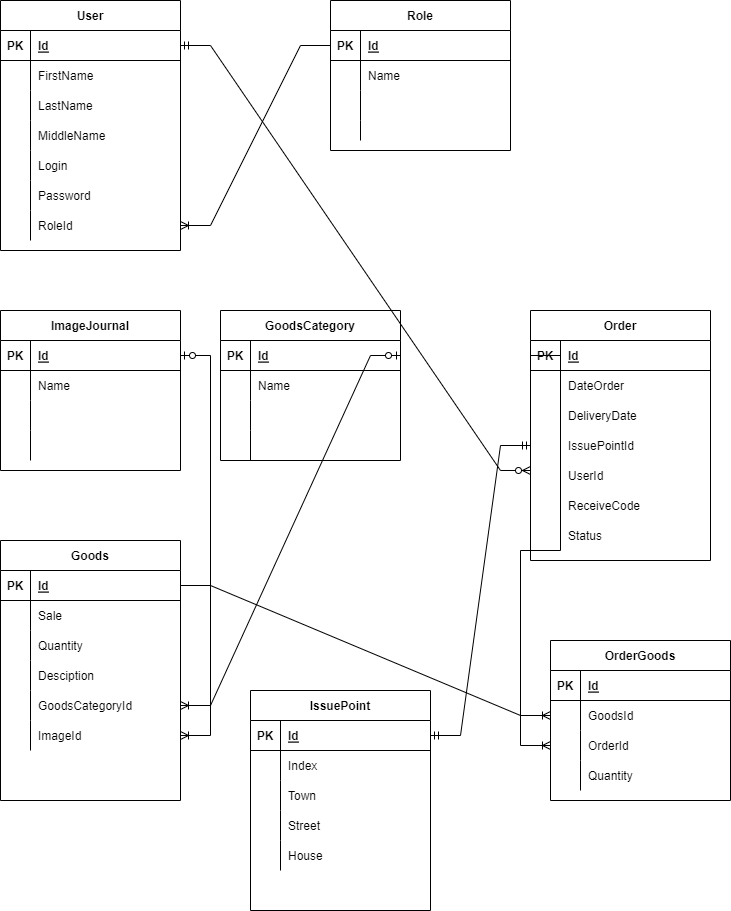 User
PK Id
FirstName
LastName
MiddleName
Login
Password
RoleId
Role
PK Id
Name
ImageJournal
PK Id
Name
GoodsCategory
PK Id
Name
Order
PK Id
DateOrder
DeliveryDate
IssuePointId
UserId
ReceiveCode
Status
Goods
PK Id
Sale
Quantity
Desciption
GoodsCategoryId
ImageId
IssuePoint
PK Id
Index
Town
Street
House
OrderGoods
PK Id
GoodsId
OrderId
Quantity